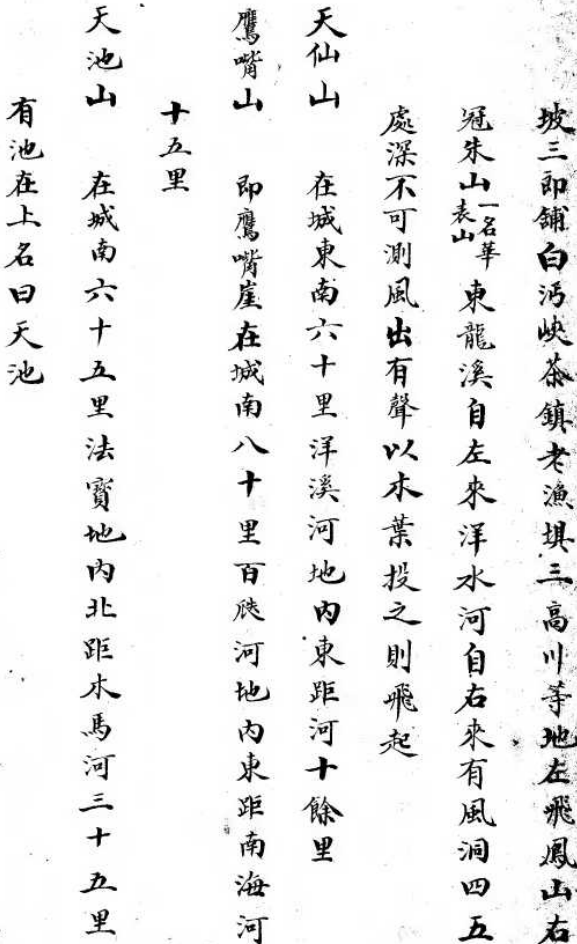 坡三郎鋪白沔峽茶鎮老漁垻三高川等地左飛鳳山右
冠朱山一名華表山東龍溪自左來洋水河自右來有風洞四五
處深不可測風出有聲以木葉投之則飛起
天仙山 在城東南六十里洋溪河地內東距河十餘里
鷹嘴山 即鷹嘴崖在城南八十里百 河地內東距南海河
十五里
天池山 在城南六十五里法寳地內北距木馬河三十五里
有池在上名曰天池